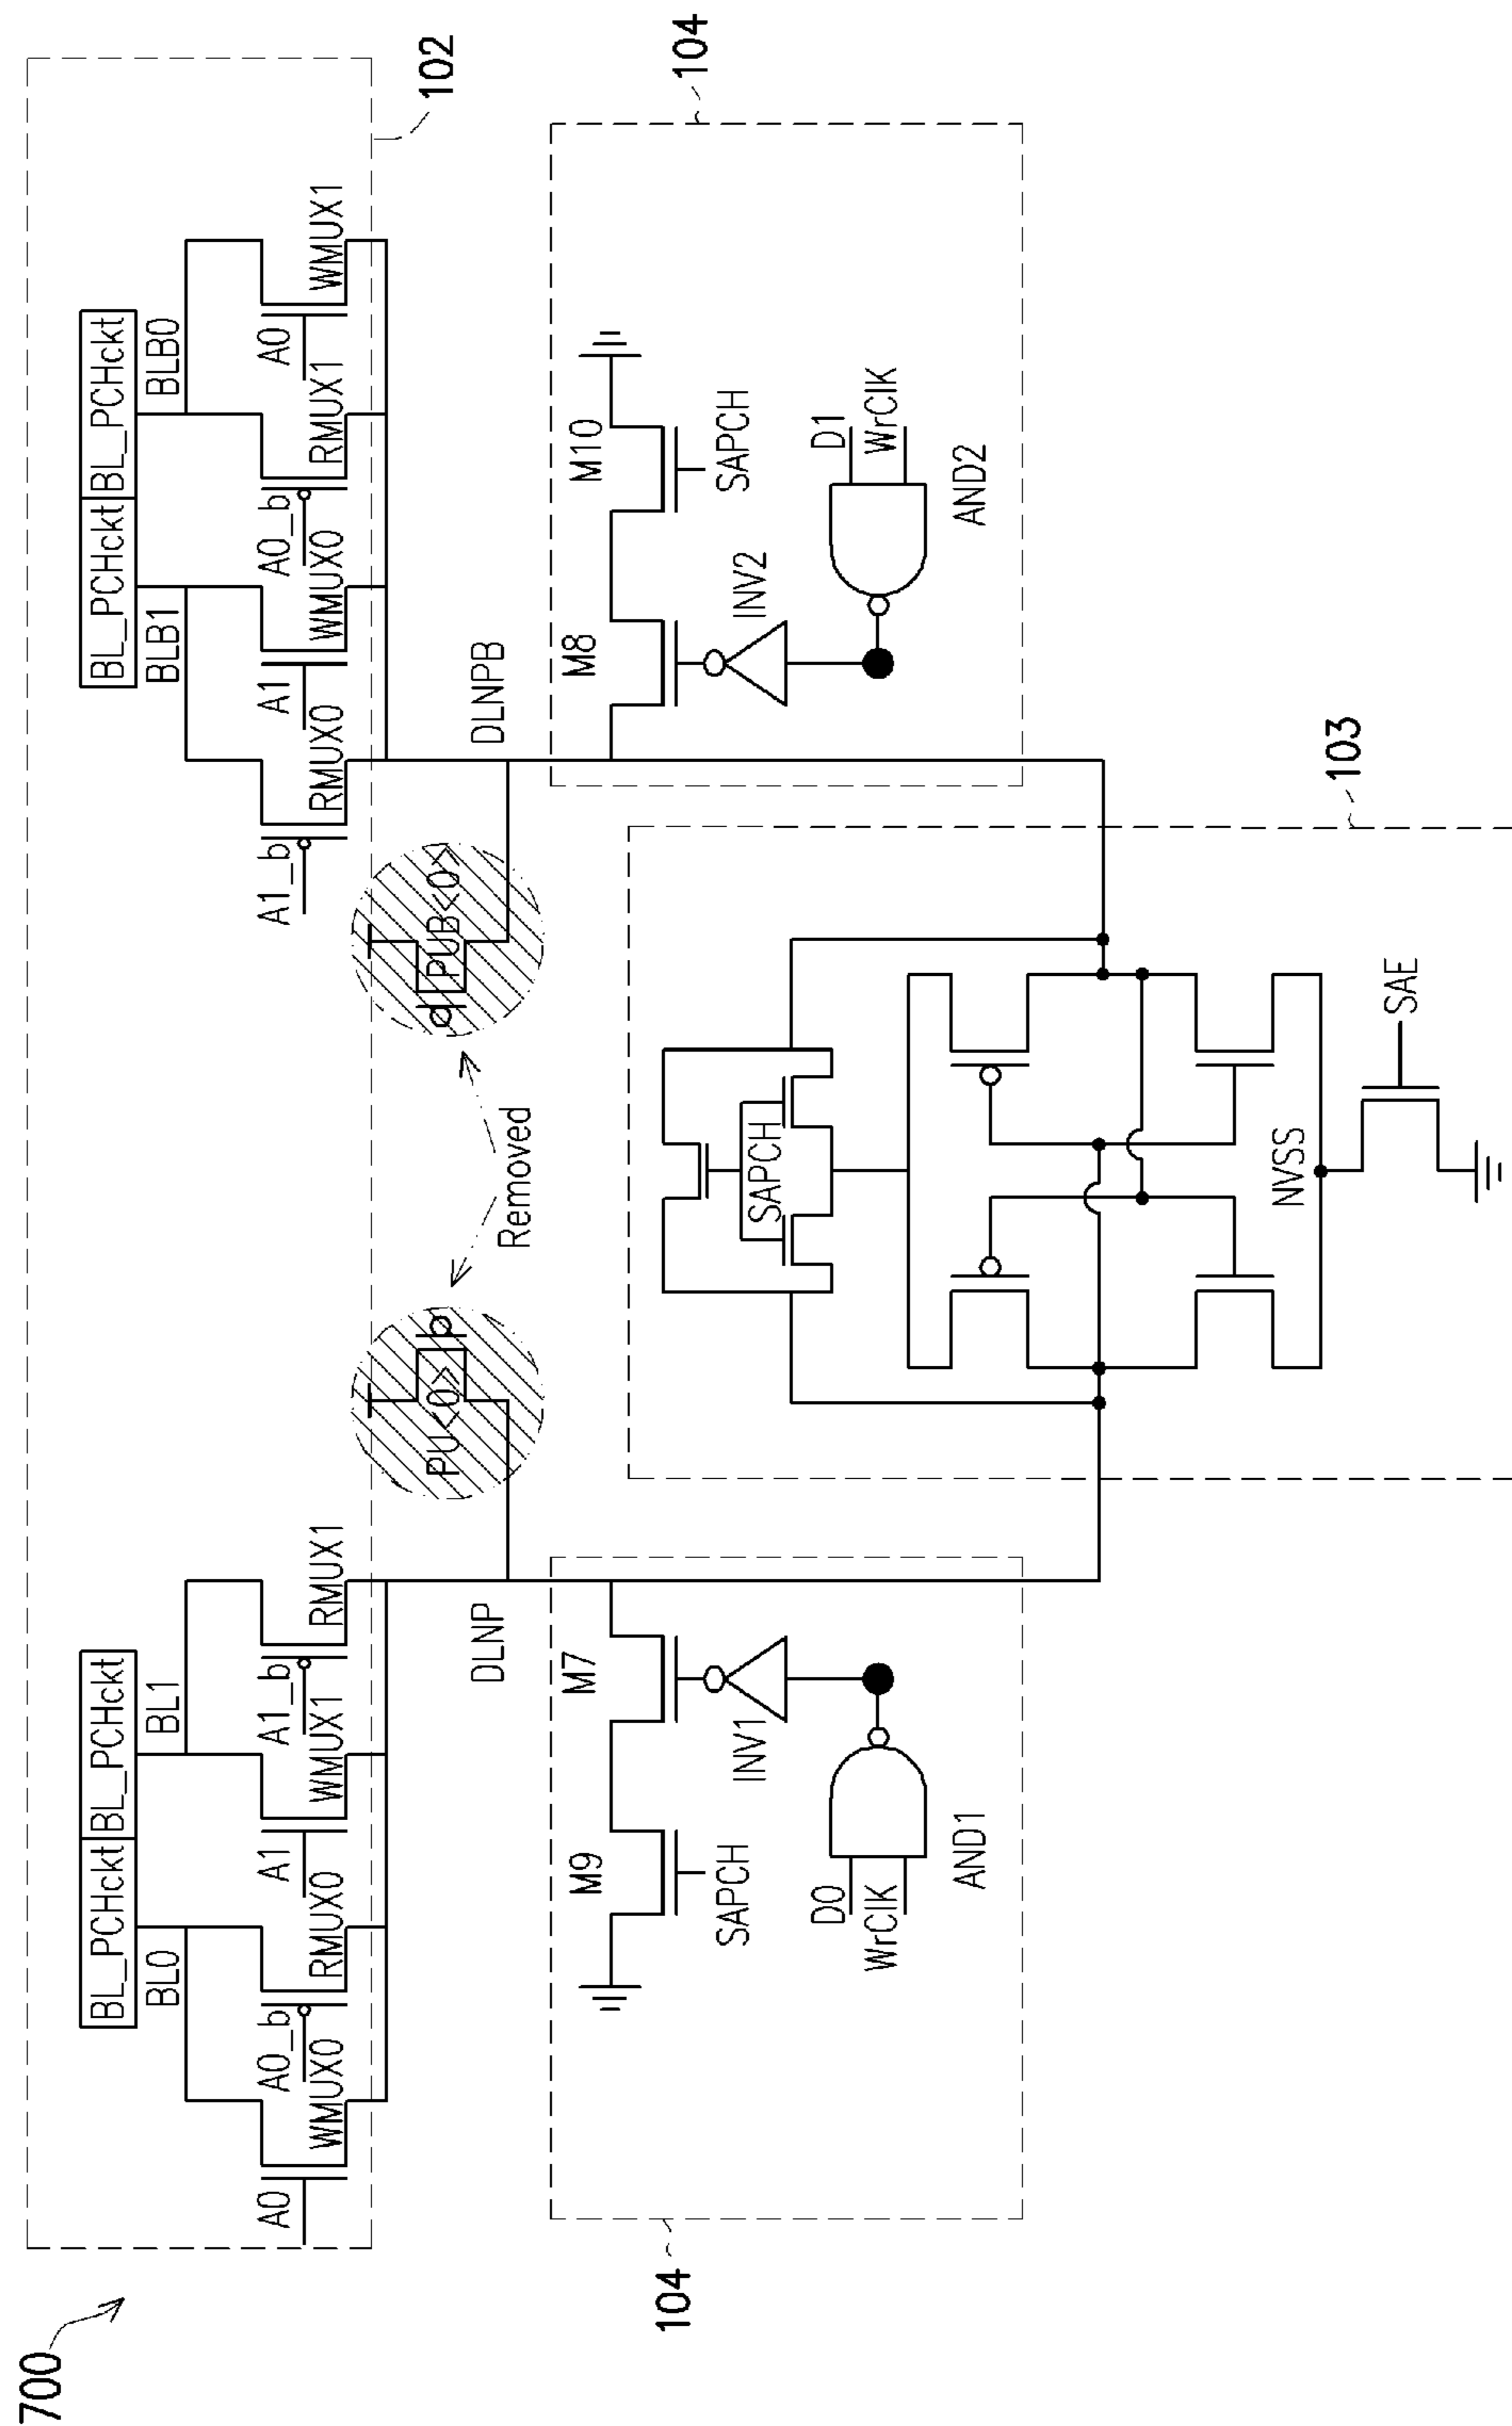 700
102
BL_PCHckt
BL_PCHckt
BL_PCHckt
BL_PCHckt
BL0
BL1
BLB1
BLB0
A0
WMUX0
A0_b
RMUX0
A1
WMUX1
A1_b
RMUX1
A1_b
RMUX0
A1
WMUX0
A0_b
RMUX1
A0
WMUX1
PU<0>
PUB<0>
Removed
DLNP
DLNPB
104
M9
M7
SAPCH
INV1
D0
WrClK
AND1
SAPCH
NVSS
SAE
103
M8
M10
INV2
SAPCH
D1
WrClK
AND2
104